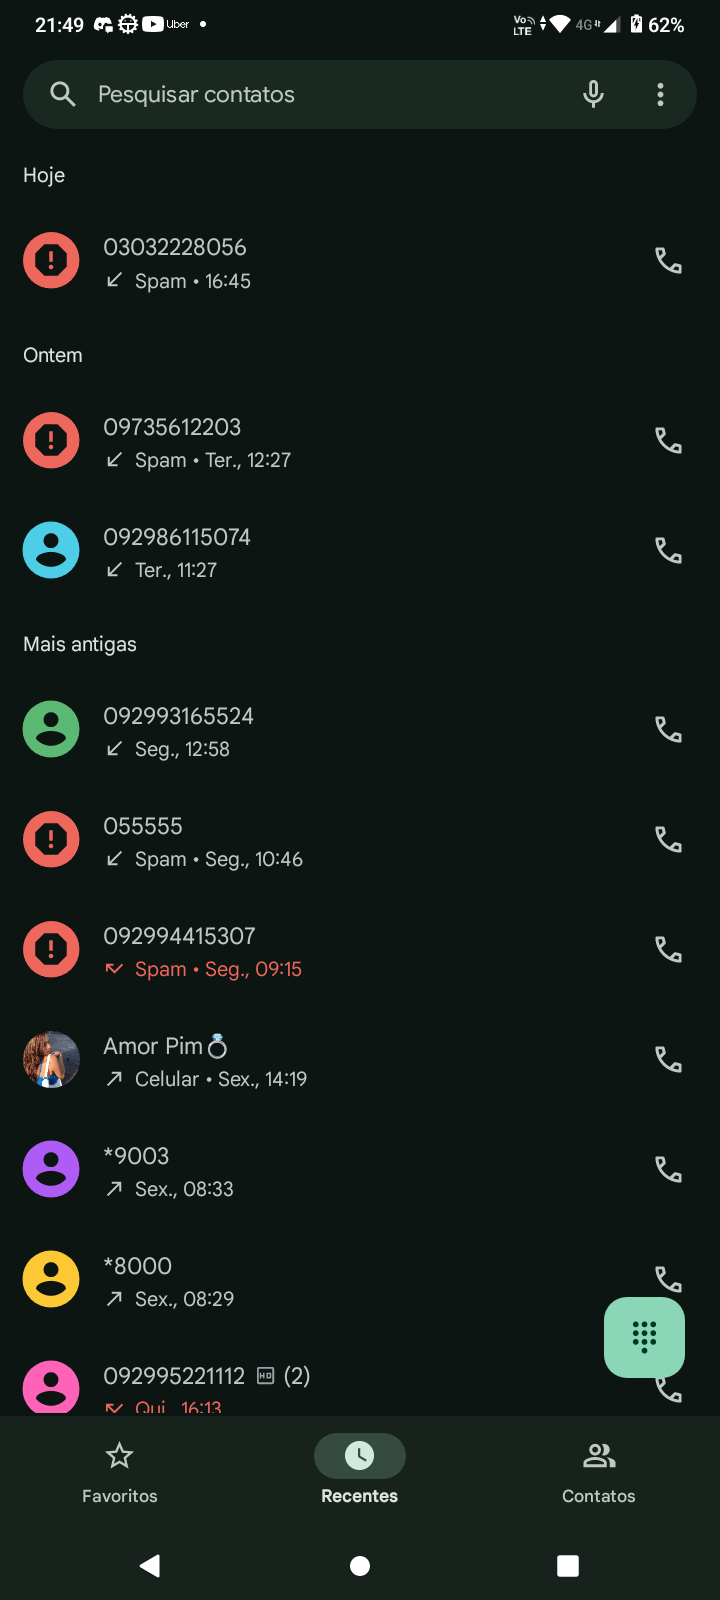 21:49 Uber Vo LTE 4G 62%
Pesquisar contatos
Hoje
03032228056
Spam • 16:45
Ontem
09735612203
Spam • Ter., 12:27
092986115074
Ter., 11:27
Mais antigas
092993165524
Seg., 12:58
055555
Spam • Seg., 10:46
092994415307
Spam • Seg., 09:15
Amor Pim💍
Celular • Sex., 14:19
*9003
Sex., 08:33
*8000
Sex., 08:29
092995221112 HD (2)
Qui., 16:13
Favoritos Recentes Contatos